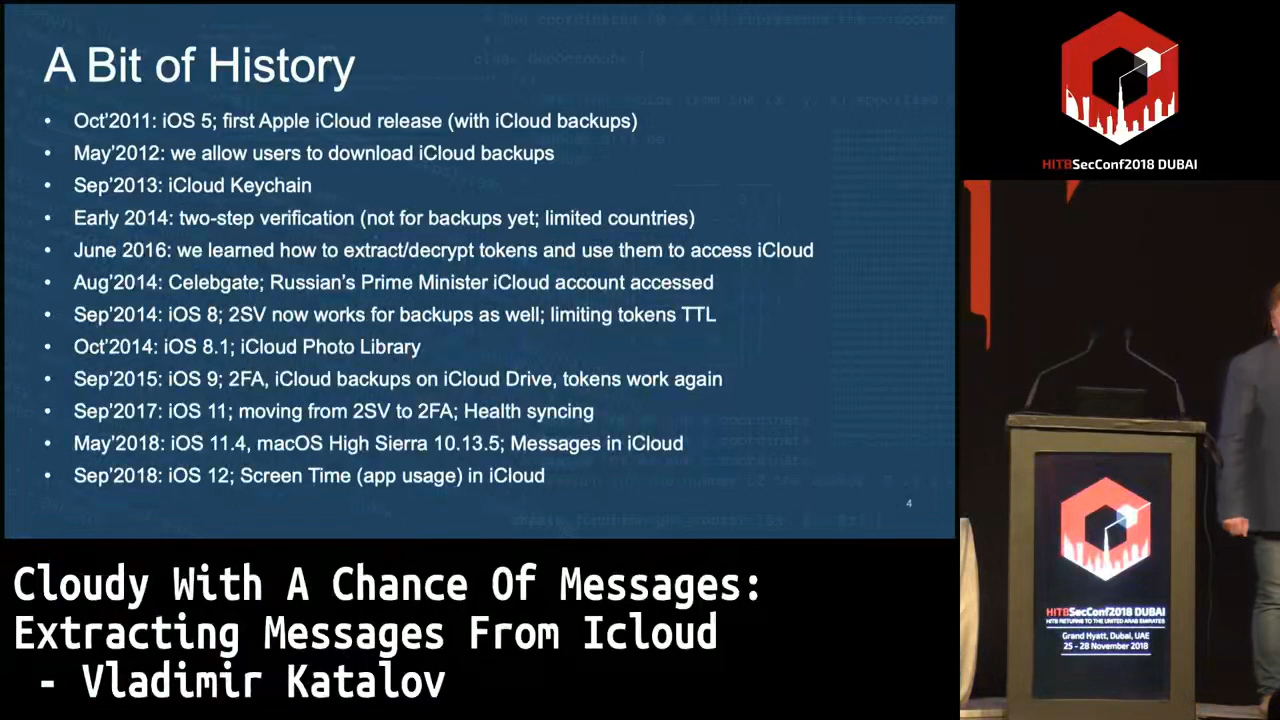 A Bit of History
• Oct'2011: iOS 5; first Apple iCloud release (with iCloud backups)
• May'2012: we allow users to download iCloud backups
• Sep'2013: iCloud Keychain
• Early 2014: two-step verification (not for backups yet; limited countries)
• June 2016: we learned how to extract/decrypt tokens and use them to access iCloud
• Aug'2014: Celebgate; Russian's Prime Minister iCloud account accessed
• Sep'2014: iOS 8; 2SV now works for backups as well; limiting tokens TTL
• Oct'2014: iOS 8.1; iCloud Photo Library
• Sep'2015: iOS 9; 2FA, iCloud backups on iCloud Drive, tokens work again
• Sep'2017: iOS 11; moving from 2SV to 2FA; Health syncing
• May'2018: iOS 11.4, macOS High Sierra 10.13.5; Messages in iCloud
• Sep'2018: iOS 12; Screen Time (app usage) in iCloud
4
HITBSecConf2018 DUBAI
HITBSecConf2018 DUBAI
HITB RETURNS TO THE UNITED ARAB EMIRATES
Grand Hyatt, Dubai, UAE
25 - 28 November 2018
Cloudy With A Chance Of Messages:
Extracting Messages From Icloud
- Vladimir Katalov